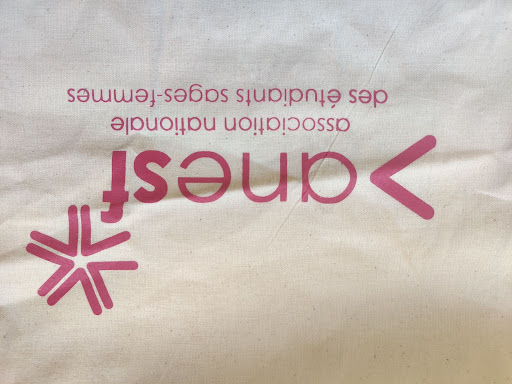 anesf
association nationale
des étudiants sages-femmes